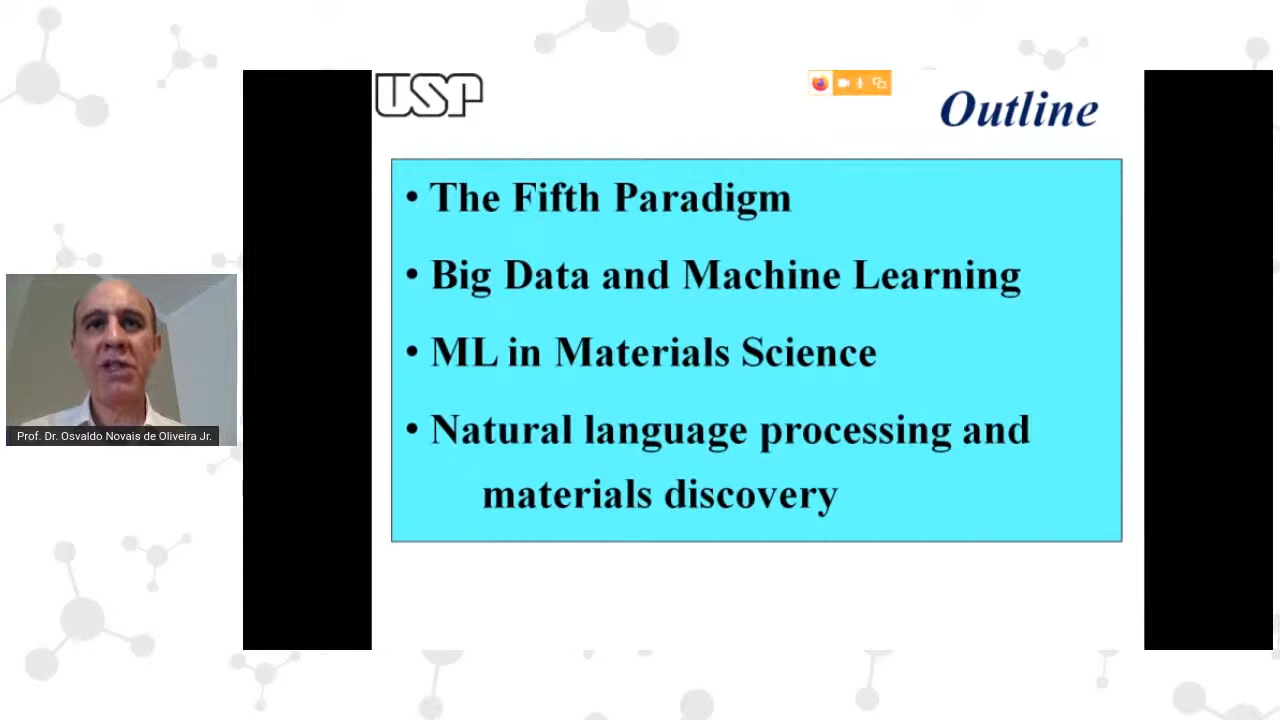 USP
Outline
• The Fifth Paradigm
• Big Data and Machine Learning
• ML in Materials Science
• Natural language processing and
materials discovery
Prof. Dr. Osvaldo Novais de Oliveira Jr.